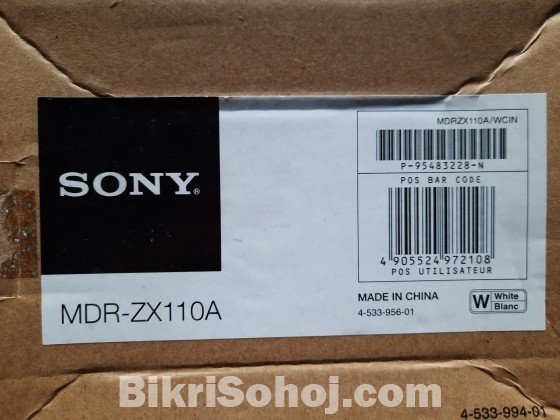 SONY®
MDR-ZX110A
MDRZX110A/WCIN
P-95483228-N
POS BAR CODE
4 905524 972108
POS UTILISATEUR
MADE IN CHINA
4-533-956-01
W White
Blanc
BikriSohoj.com
4-533-994-01